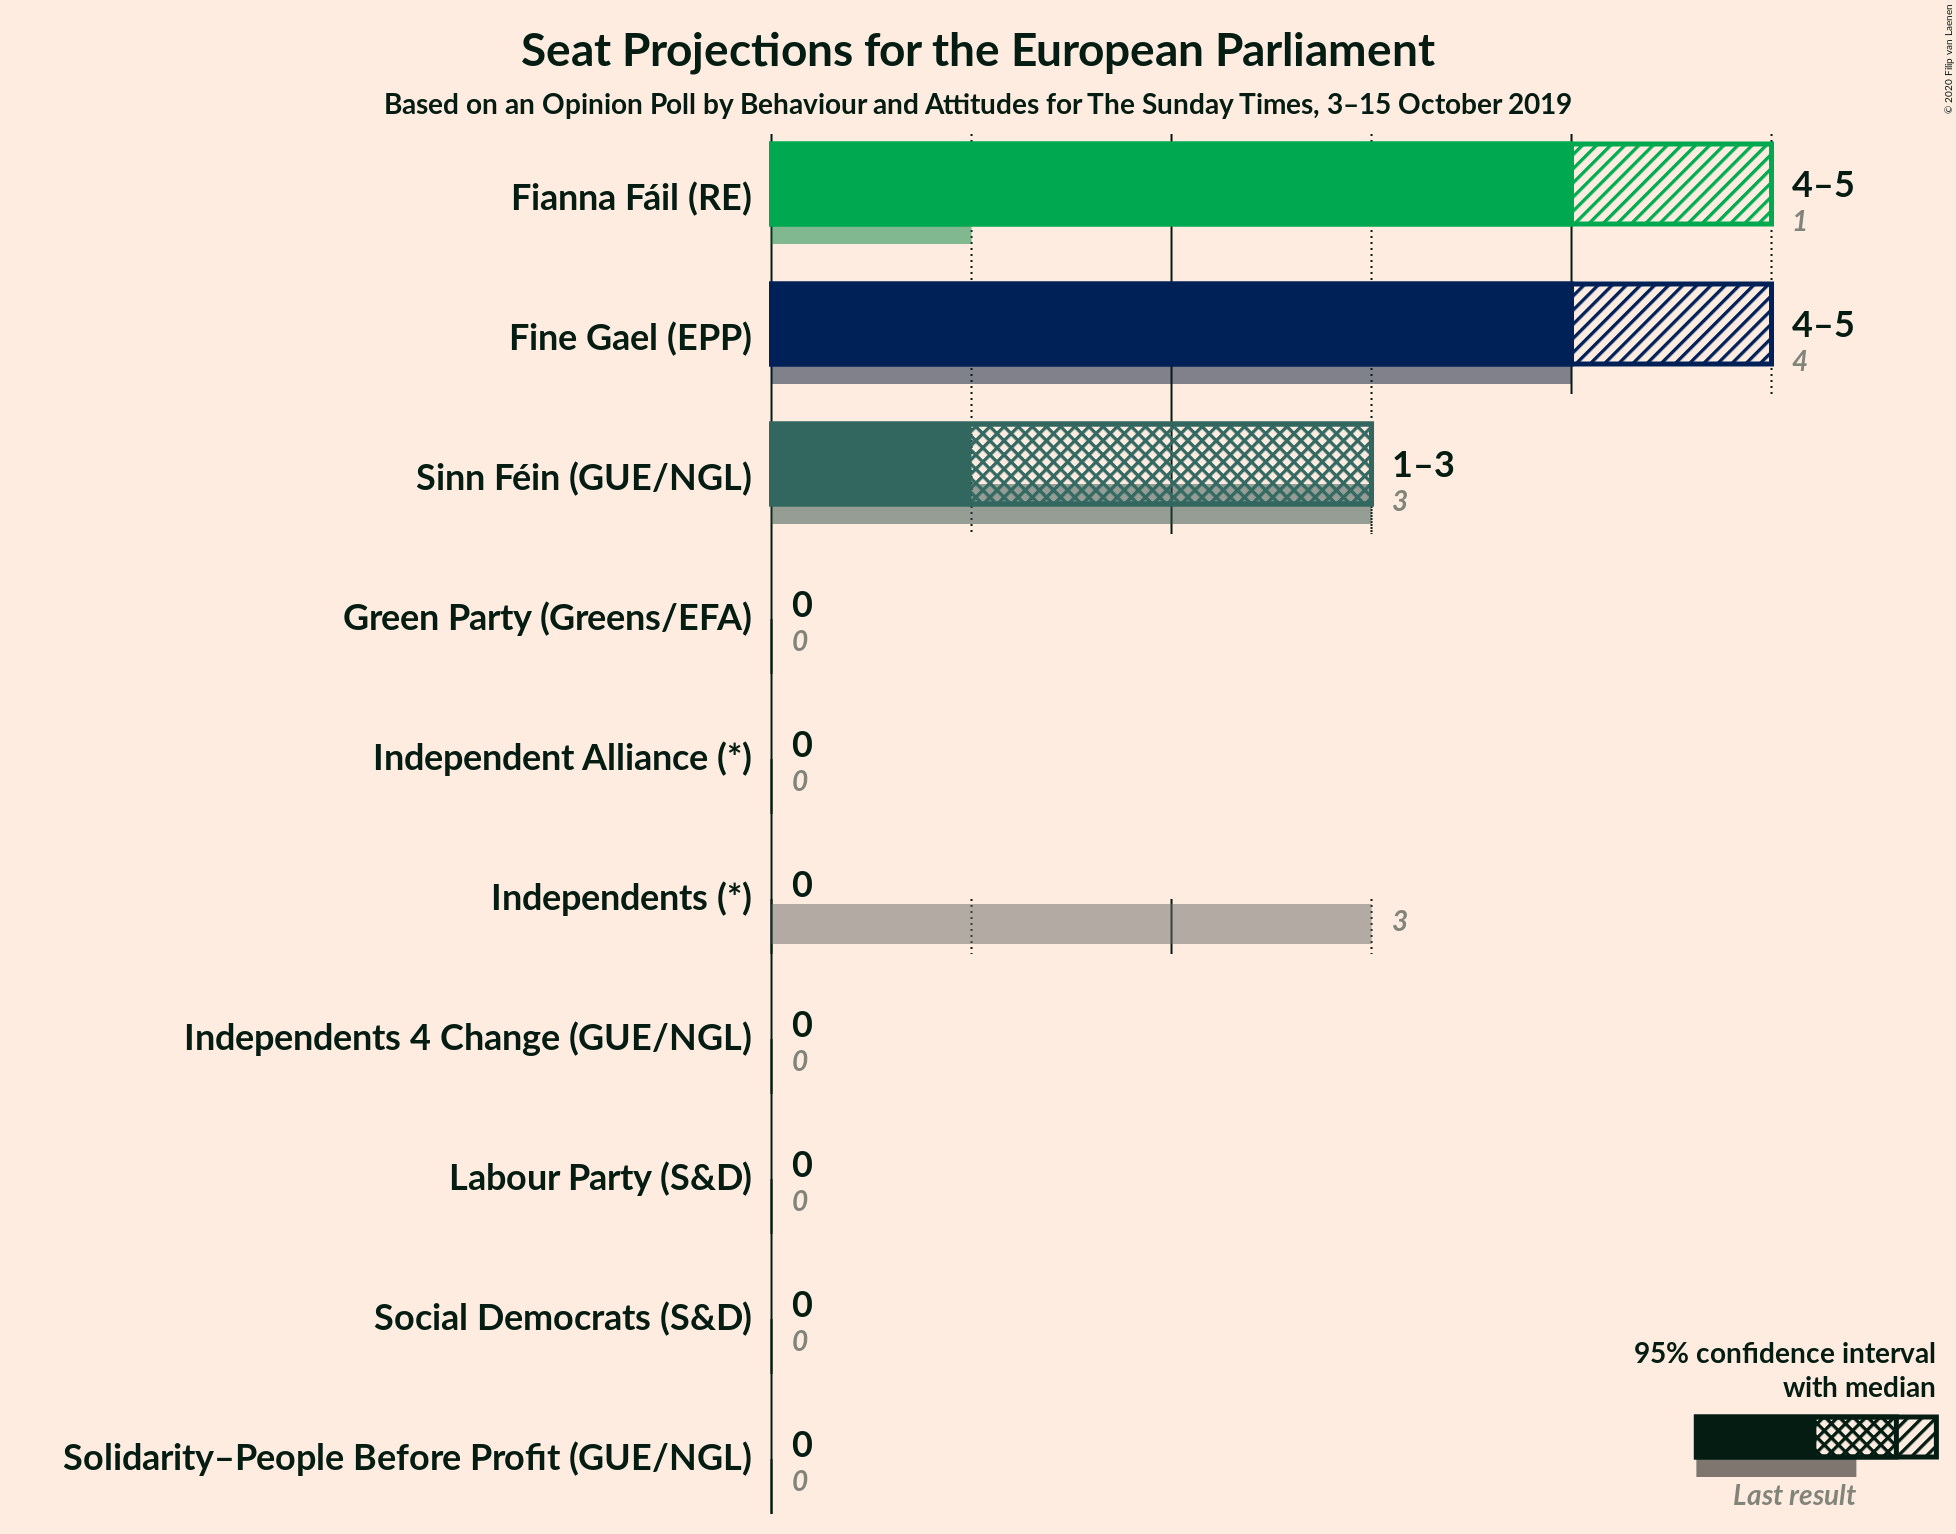 Seat Projections for the European Parliament
Based on an Opinion Poll by Behaviour and Attitudes for The Sunday Times, 3–15 October 2019
© 2020 Filip van Laenen
Fianna Fáil (RE)
4–5
1
Fine Gael (EPP)
4–5
4
Sinn Féin (GUE/NGL)
1–3
3
Green Party (Greens/EFA)
0
0
Independent Alliance (*)
0
0
Independents (*)
0
3
Independents 4 Change (GUE/NGL)
0
0
Labour Party (S&D)
0
0
Social Democrats (S&D)
0
0
Solidarity–People Before Profit (GUE/NGL)
0
0
95% confidence interval
with median
Last result